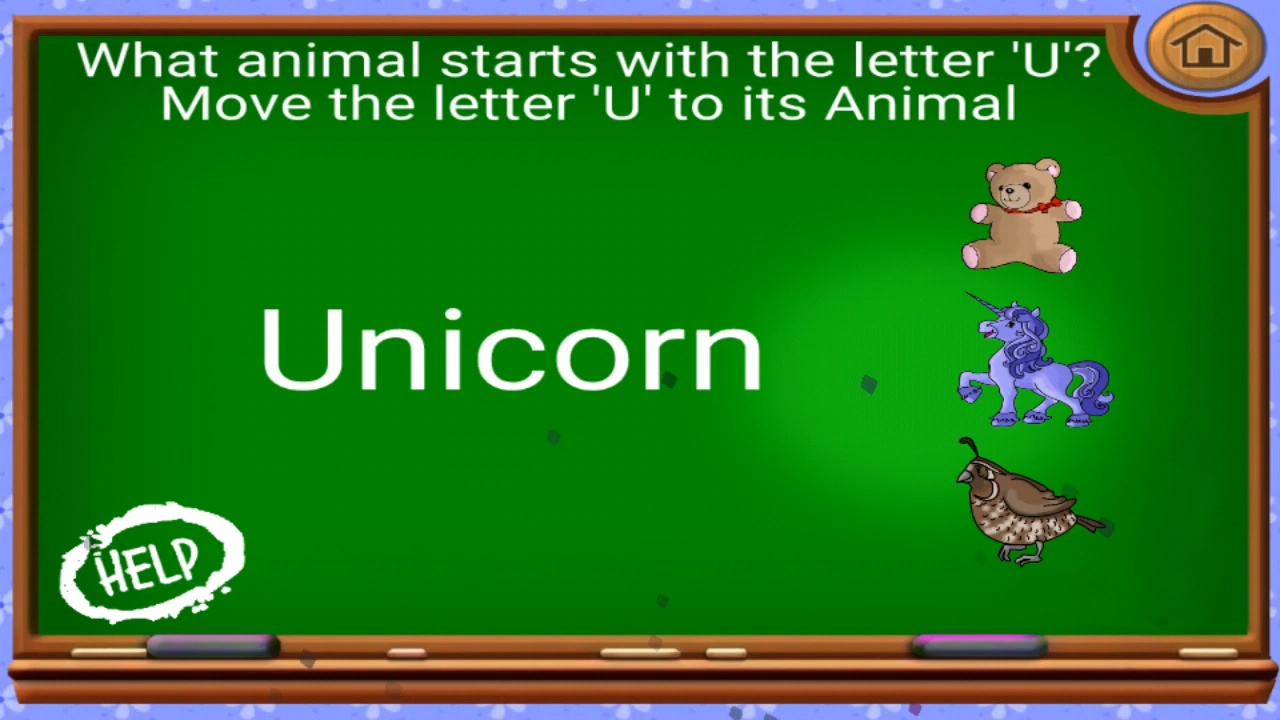 What animal starts with the letter 'U'?
Move the letter 'U' to its Animal
Unicorn
HELP